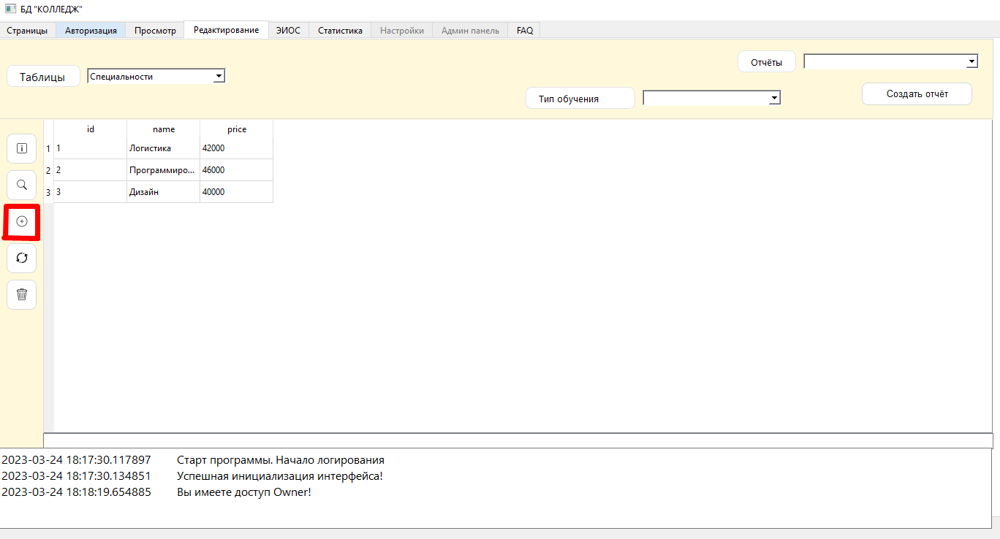 БД "КОЛЛЕДЖ"
Страницы Авторизация Просмотр Редактирование ЭИОС Статистика Настройки Админ панель FAQ
Отчёты
Таблицы Специальности
Тип обучения Создать отчёт
id name price
1 1 Логистика 42000
2 2 Программиро... 46000
3 3 Дизайн 40000
2023-03-24 18:17:30.117897 Старт программы. Начало логирования
2023-03-24 18:17:30.134851 Успешная инициализация интерфейса!
2023-03-24 18:18:19.654885 Вы имеете доступ Owner!